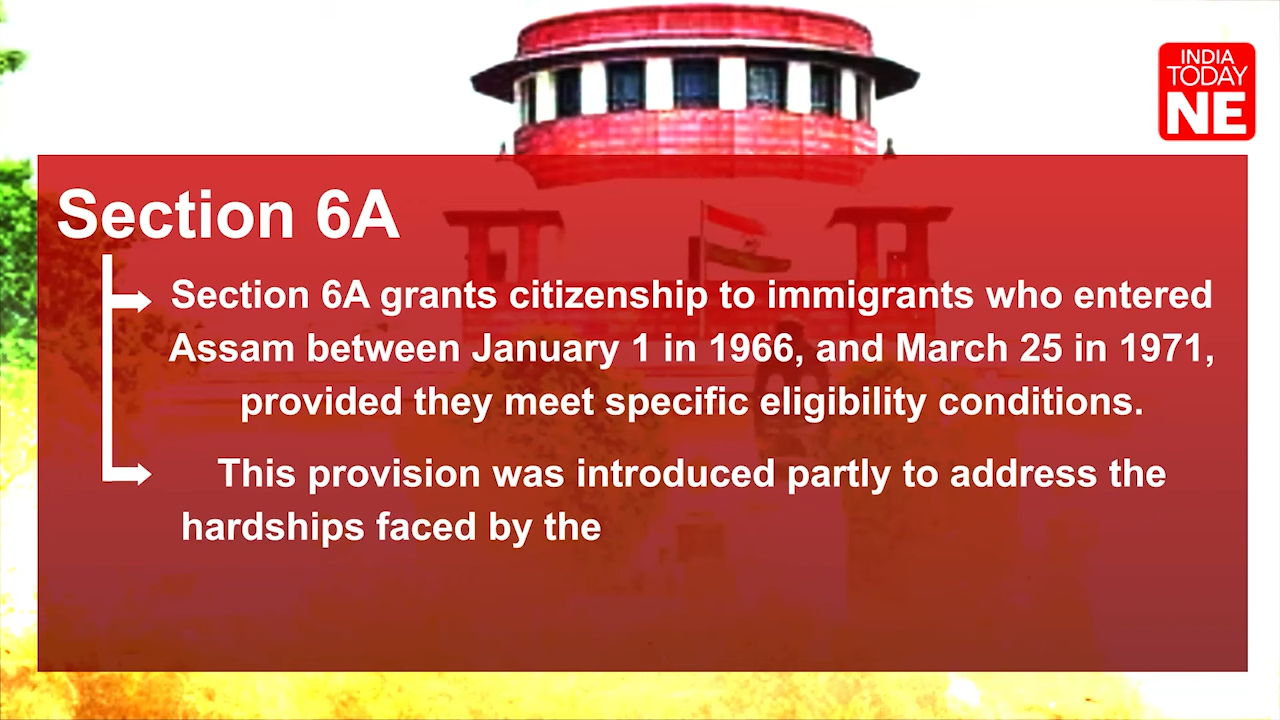 INDIA
TODAY
NE
Section 6A
Section 6A grants citizenship to immigrants who entered
Assam between January 1 in 1966, and March 25 in 1971,
provided they meet specific eligibility conditions.
This provision was introduced partly to address the
hardships faced by the